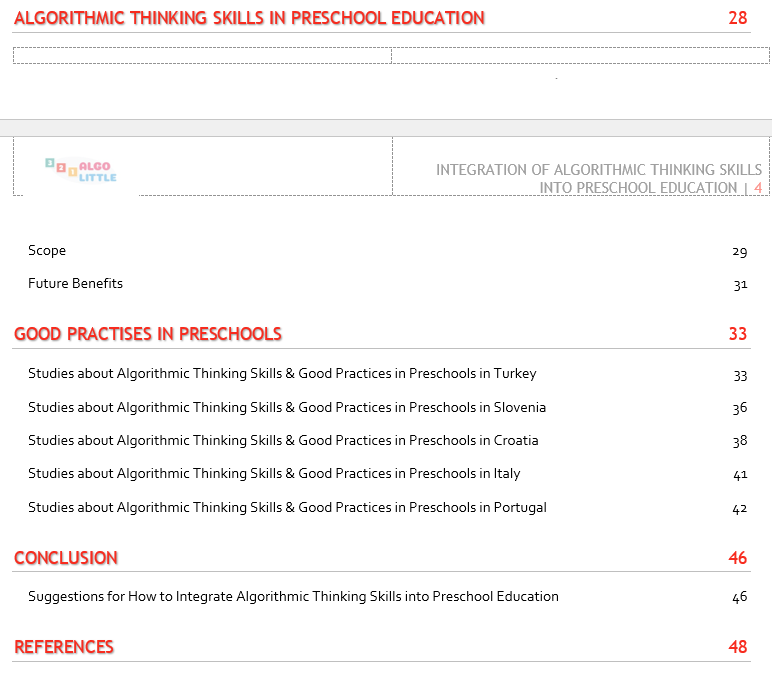 ALGORITHMIC THINKING SKILLS IN PRESCHOOL EDUCATION 28
321 ALGO
LITTLE
INTEGRATION OF ALGORITHMIC THINKING SKILLS
INTO PRESCHOOL EDUCATION | 4
Scope 29
Future Benefits 31
GOOD PRACTISES IN PRESCHOOLS 33
Studies about Algorithmic Thinking Skills & Good Practices in Preschools in Turkey 33
Studies about Algorithmic Thinking Skills & Good Practices in Preschools in Slovenia 36
Studies about Algorithmic Thinking Skills & Good Practices in Preschools in Croatia 38
Studies about Algorithmic Thinking Skills & Good Practices in Preschools in Italy 41
Studies about Algorithmic Thinking Skills & Good Practices in Preschools in Portugal 42
CONCLUSION 46
Suggestions for How to Integrate Algorithmic Thinking Skills into Preschool Education 46
REFERENCES 48